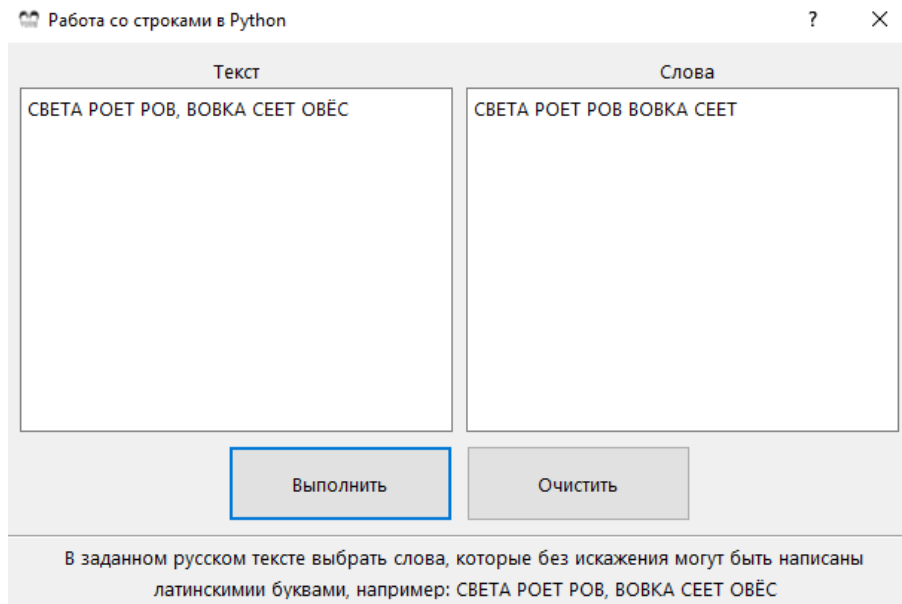 Работа со строками в Python
? ×
Текст
Слова
СВЕТА РОЕТ РОВ, ВОВКА СЕЕТ ОВЁС
СВЕТА РОЕТ РОВ ВОВКА СЕЕТ
Выполнить
Очистить
В заданном русском тексте выбрать слова, которые без искажения могут быть написаны
латинскимии буквами, например: СВЕТА РОЕТ РОВ, ВОВКА СЕЕТ ОВЁС